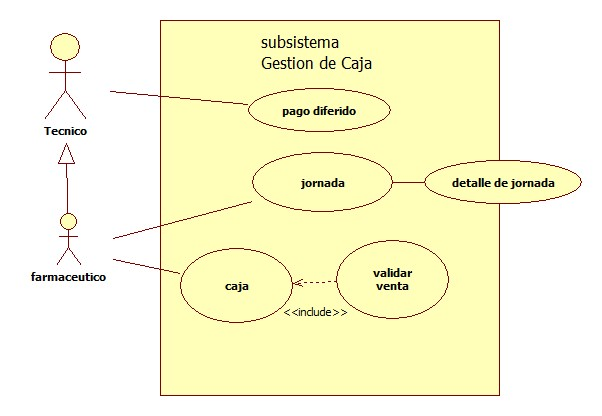 subsistema
Gestion de Caja
Tecnico
pago diferido
jornada
detalle de jornada
farmaceutico
caja
validar
venta
<<include>>